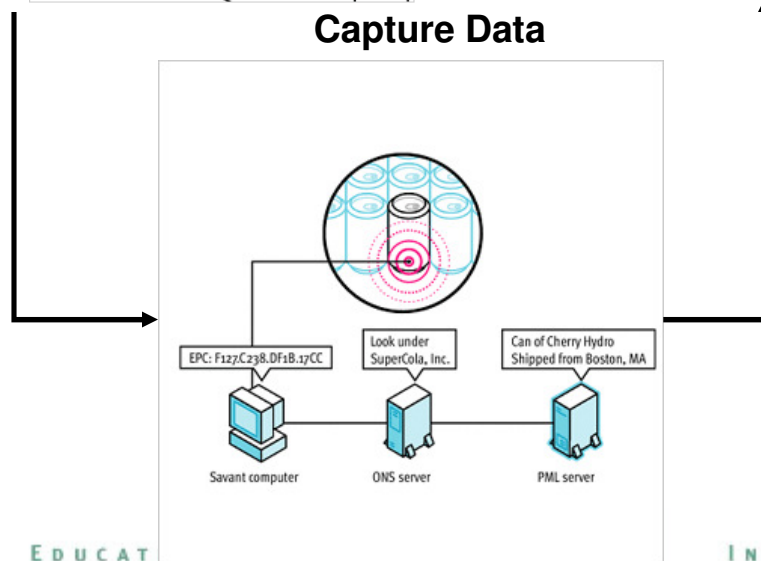 Capture Data
EPC: F127.C238.DF1B.17CC
Look under
SuperCola, Inc.
Can of Cherry Hydro
Shipped from Boston, MA
Savant computer
ONS server
PML server
EDUCAT
IN